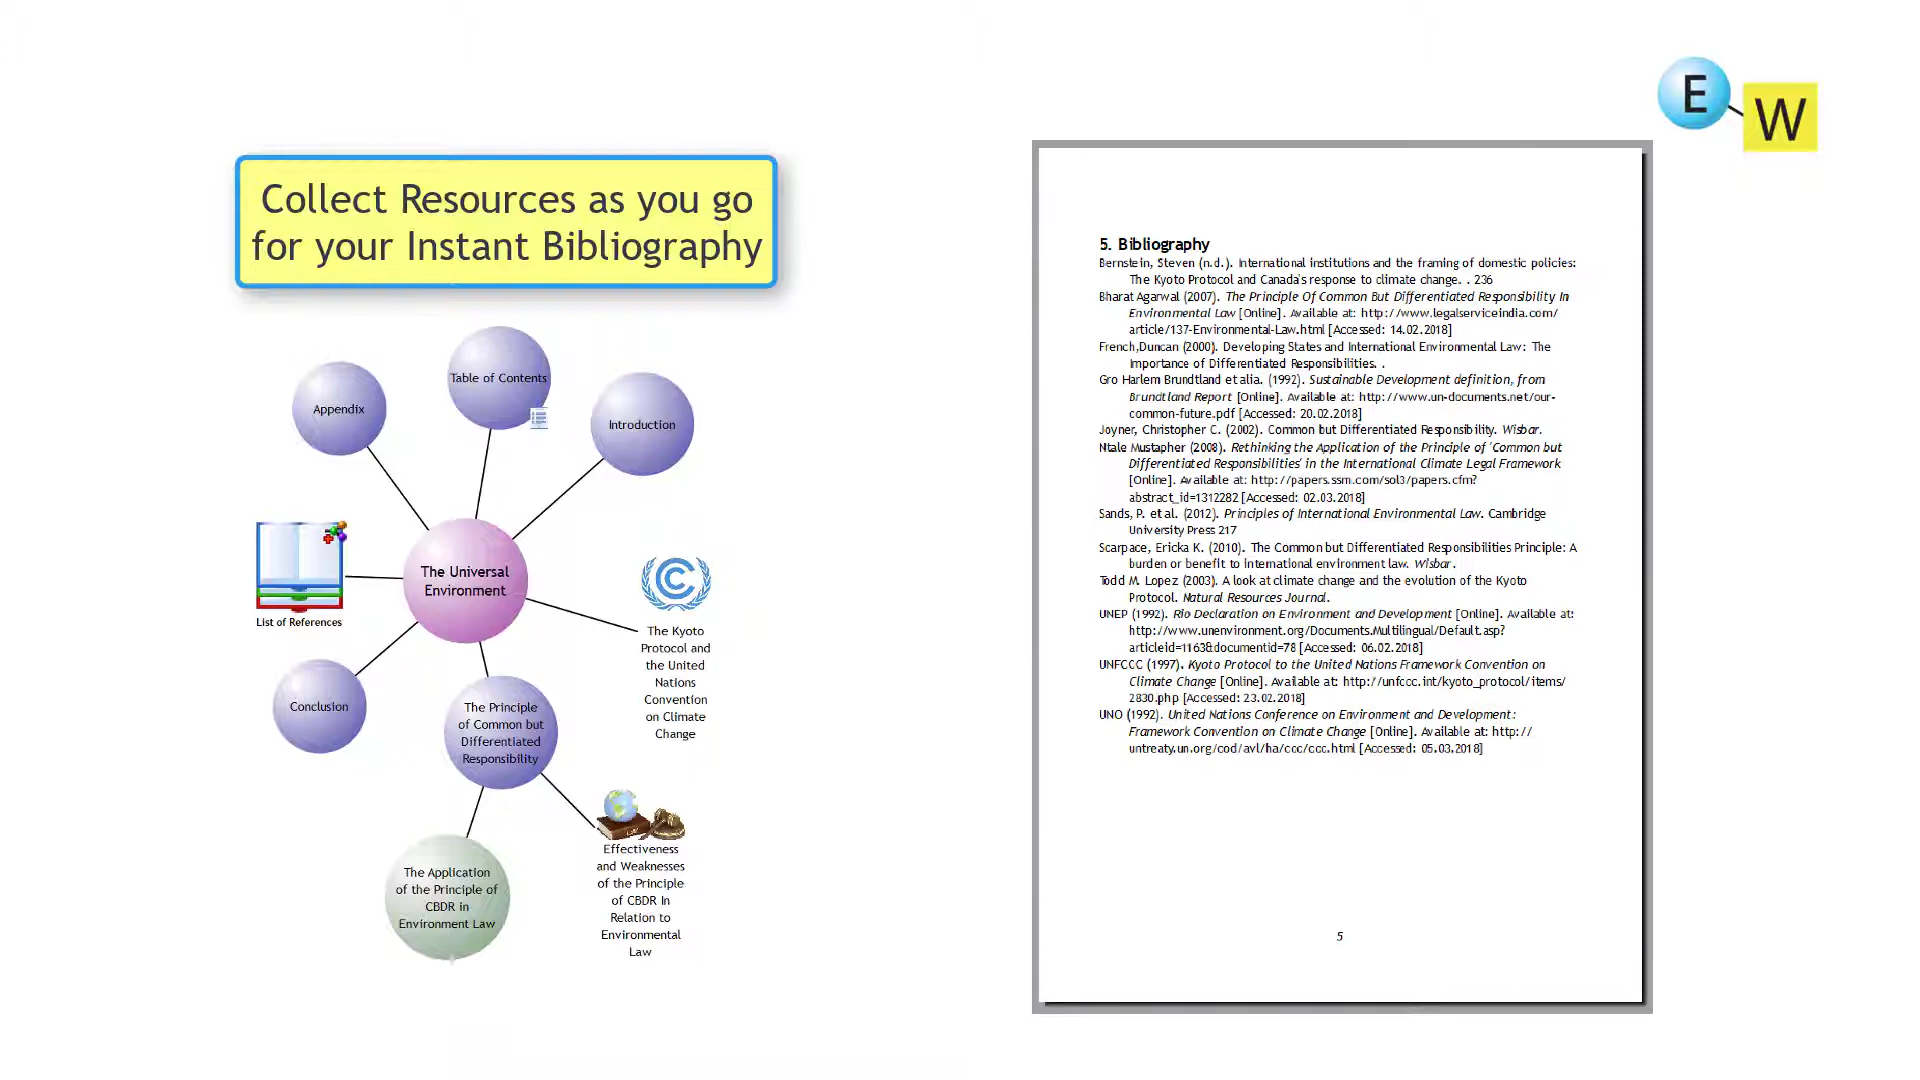 E
W
Collect Resources as you go
for your Instant Bibliography
Table of Contents
Appendix
Introduction
The Universal
Environment
List of References
The Kyoto
Protocol and
the United
Nations
Convention
on Climate
Change
Conclusion
The Principle
of Common but
Differentiated
Responsibility
Effectiveness
and Weaknesses
of the Principle
of CBDR In
Relation to
Environmental
Law
The Application
of the Principle of
CBDR in
Environment Law
5. Bibliography
Bernstein, Steven (n.d.). International institutions and the framing of domestic policies:
The Kyoto Protocol and Canada's response to climate change. . 236
Bharat Agarwal (2007). The Principle Of Common But Differentiated Responsibility In
Environmental Law [Online]. Available at: http://www.legalserviceindia.com/
article/137-Environmental-Law.html [Accessed: 14.02.2018]
French,Duncan (2000). Developing States and International Environmental Law: The
Importance of Differentiated Responsibilities. .
Gro Harlem Brundtland et alia. (1992). Sustainable Development definition, from
Brundtland Report [Online]. Available at: http://www.un-documents.net/our-
common-future.pdf [Accessed: 20.02.2018]
Joyner, Christopher C. (2002). Common but Differentiated Responsibility. Wisbar.
Ntale Mustapher (2008). Rethinking the Application of the Principle of 'Common but
Differentiated Responsibilities' in the International Climate Legal Framework
[Online]. Available at: http://papers.ssrn.com/sol3/papers.cfm?
abstract_id=1312282 [Accessed: 02.03.2018]
Sands, P. et al. (2012). Principles of International Environmental Law. Cambridge
University Press 217
Scarpace, Ericka K. (2010). The Common but Differentiated Responsibilities Principle: A
burden or benefit to international environment law. Wisbar.
Todd M. Lopez (2003). A look at climate change and the evolution of the Kyoto
Protocol. Natural Resources Journal.
UNEP (1992). Rio Declaration on Environment and Development [Online]. Available at:
http://www.unenvironment.org/Documents.Multilingual/Default.asp?
articleid=1163&documentid=78 [Accessed: 06.02.2018]
UNFCCC (1997). Kyoto Protocol to the United Nations Framework Convention on
Climate Change [Online]. Available at: http://unfccc.int/kyoto_protocol/items/
2830.php [Accessed: 23.02.2018]
UNO (1992). United Nations Conference on Environment and Development:
Framework Convention on Climate Change [Online]. Available at: http://
untreaty.un.org/cod/avl/ha/ccc/ccc.html [Accessed: 05.03.2018]
5